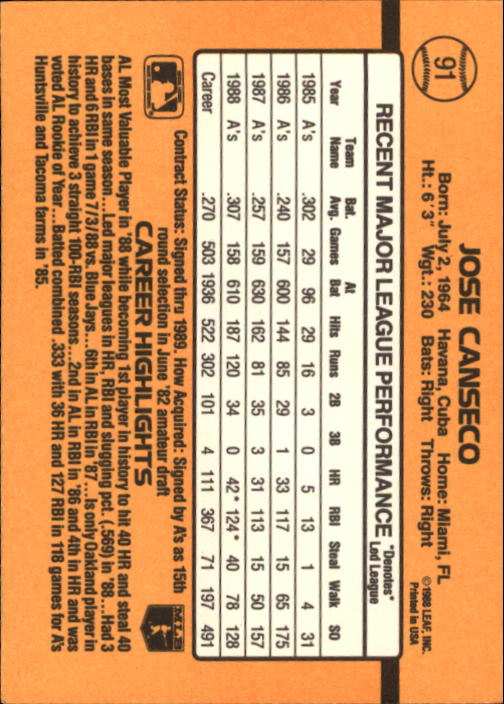 91
JOSE CANSECO
Born: July 2, 1964 Havana, Cuba Home: Miami, FL
Ht.: 6' 3" Wgt.: 230 Bats: Right Throws: Right
©1988 LEAF, INC.
Printed in USA
RECENT MAJOR LEAGUE PERFORMANCE
*Denotes*
Led League
Year Team Name Bat. Avg. Games At Bat Hits Runs 2B 3B HR RBI Steal Walk SO
1985 A's .302 29 96 29 16 3 0 5 13 1 4 31
1986 A's .240 157 600 144 85 29 1 33 117 15 65 175
1987 A's .257 159 630 162 81 35 3 31 113 15 50 157
1988 A's .307 158 610 187 120 34 0 42* 124* 40 78 128
Career .270 503 1936 522 302 101 4 111 367 71 197 491
Contract Status: Signed thru 1989. How Acquired: Signed by A's as 15th
round selection in June '82 amateur draft
CAREER HIGHLIGHTS
MLB
AL Most Valuable Player in '88 while becoming 1st player in history to hit 40 HR and steal 40
bases in same season...Led major leagues in HR, RBI and slugging pct. (.569) in '88...Had 3
HR and 6 RBI in 1 game 7/3/88 vs. Blue Jays...6th in AL in RBI in '87...Is only Oakland player in
history to achieve 3 straight 100-RBI seasons...2nd in AL in RBI in '86 and 4th in HR and was
voted AL Rookie of Year...Batted combined .333 with 36 HR and 127 RBI in 118 games for A's
Huntsville and Tacoma farms in '85.